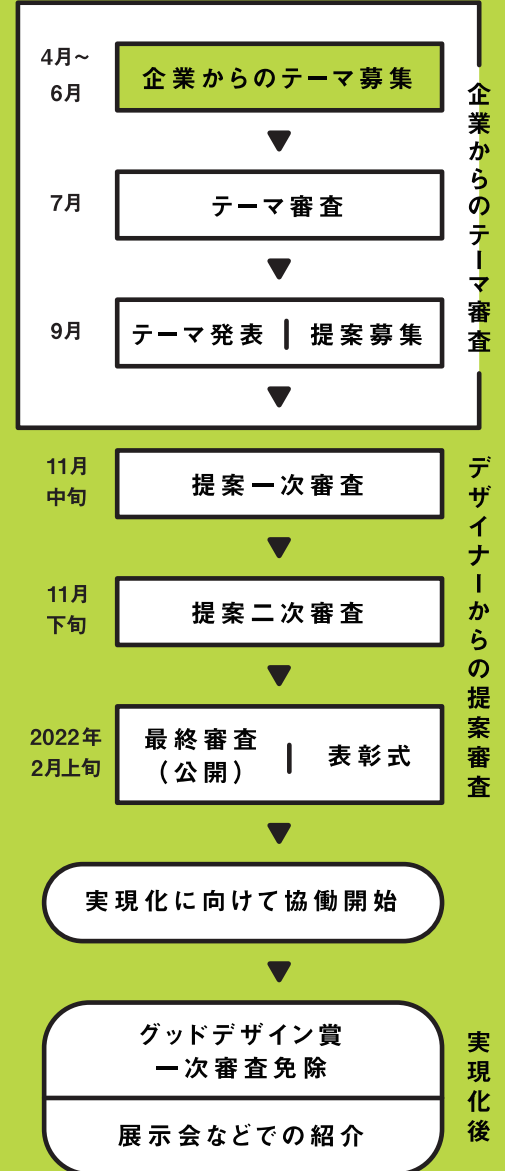 4月~
6月
企業からのテーマ募集
7月
テーマ審査
9月
テーマ発表 | 提案募集
企業からのテーマ審査
11月
中旬
提案一次審査
11月
下旬
提案二次審査
2022年
2月上旬
最終審査
(公開)
|
表彰式
デザイナーからの提案審査
実現化に向けて協働開始
グッドデザイン賞
一次審査免除
展示会などでの紹介
実現化後